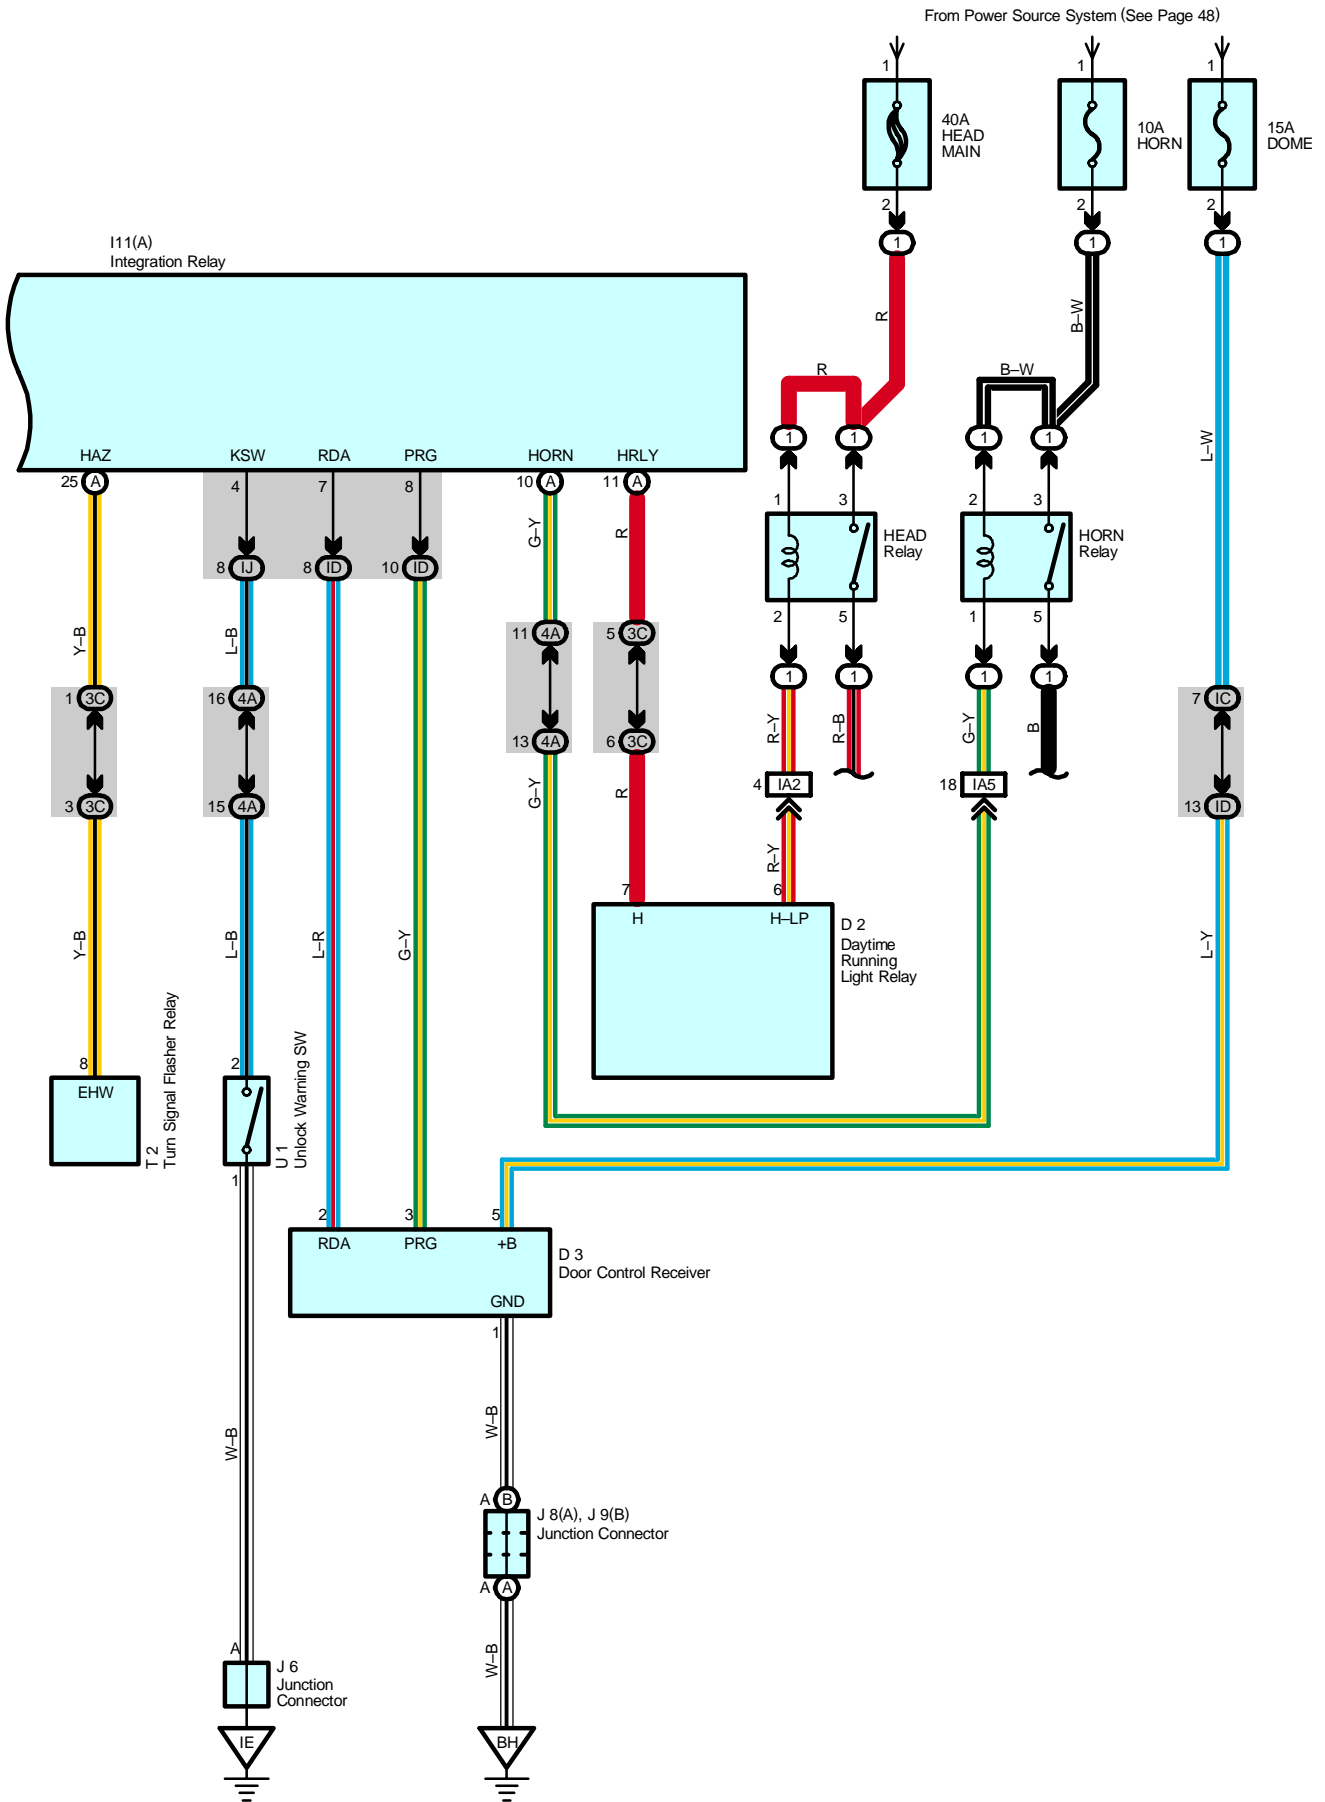 From Power Source System (See Page 48)
1
1
1
40A
HEAD
MAIN
10A
HORN
15A
DOME
2
2
2
1
1
1
I11(A)
Integration Relay
R
B–W
R
B–W
L–W
1
1
1
1
HAZ
KSW
RDA
PRG
HORN
HRLY
25 A
4
7
8
10 A
11 A
1
3
2
3
HEAD
Relay
HORN
Relay
G–Y
R
8 IJ
8 ID
10 ID
2
5
1
5
Y–B
L–B
11 4A
5 3C
1
1
1
1
1 3C
16 4A
7 IC
R–Y
R–B
G–Y
B
13 4A
6 3C
4 IA2
18 IA5
3 3C
15 4A
13 ID
G–Y
R
R–Y
7
6
H
H–LP
D 2
Daytime
Running
Light Relay
Y–B
L–B
L–R
G–Y
L–Y
8
2
EHW
T 2
Turn Signal Flasher Relay
U 1
Unlock Warning SW
1
2
3
5
RDA
PRG
+B
D 3
Door Control Receiver
GND
1
W–B
W–B
A B
J 8(A), J 9(B)
Junction Connector
A A
W–B
A
J 6
Junction
Connector
IE
BH